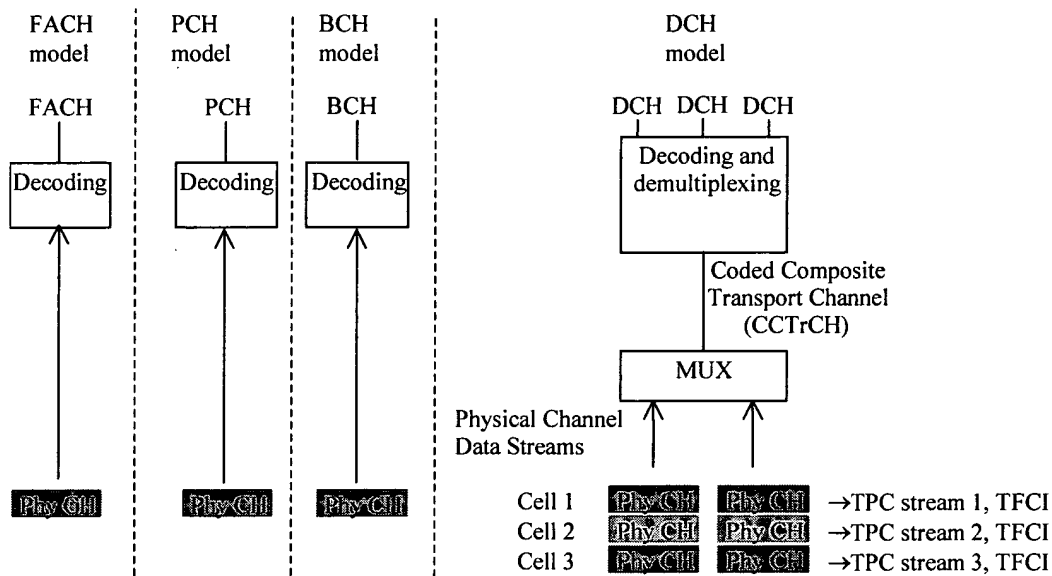 FACH
model
PCH
model
BCH
model
DCH
model
FACH
PCH
BCH
DCH DCH DCH
Decoding
Decoding
Decoding
Decoding and
demultiplexing
Coded Composite
Transport Channel
(CCTrCH)
MUX
Physical Channel
Data Streams
Phy CH
Phy CH
Phy CH
Cell 1 Phy CH Phy CH →TPC stream 1, TFCI
Cell 2 Phy CH Phy CH →TPC stream 2, TFCI
Cell 3 Phy CH Phy CH →TPC stream 3, TFCI